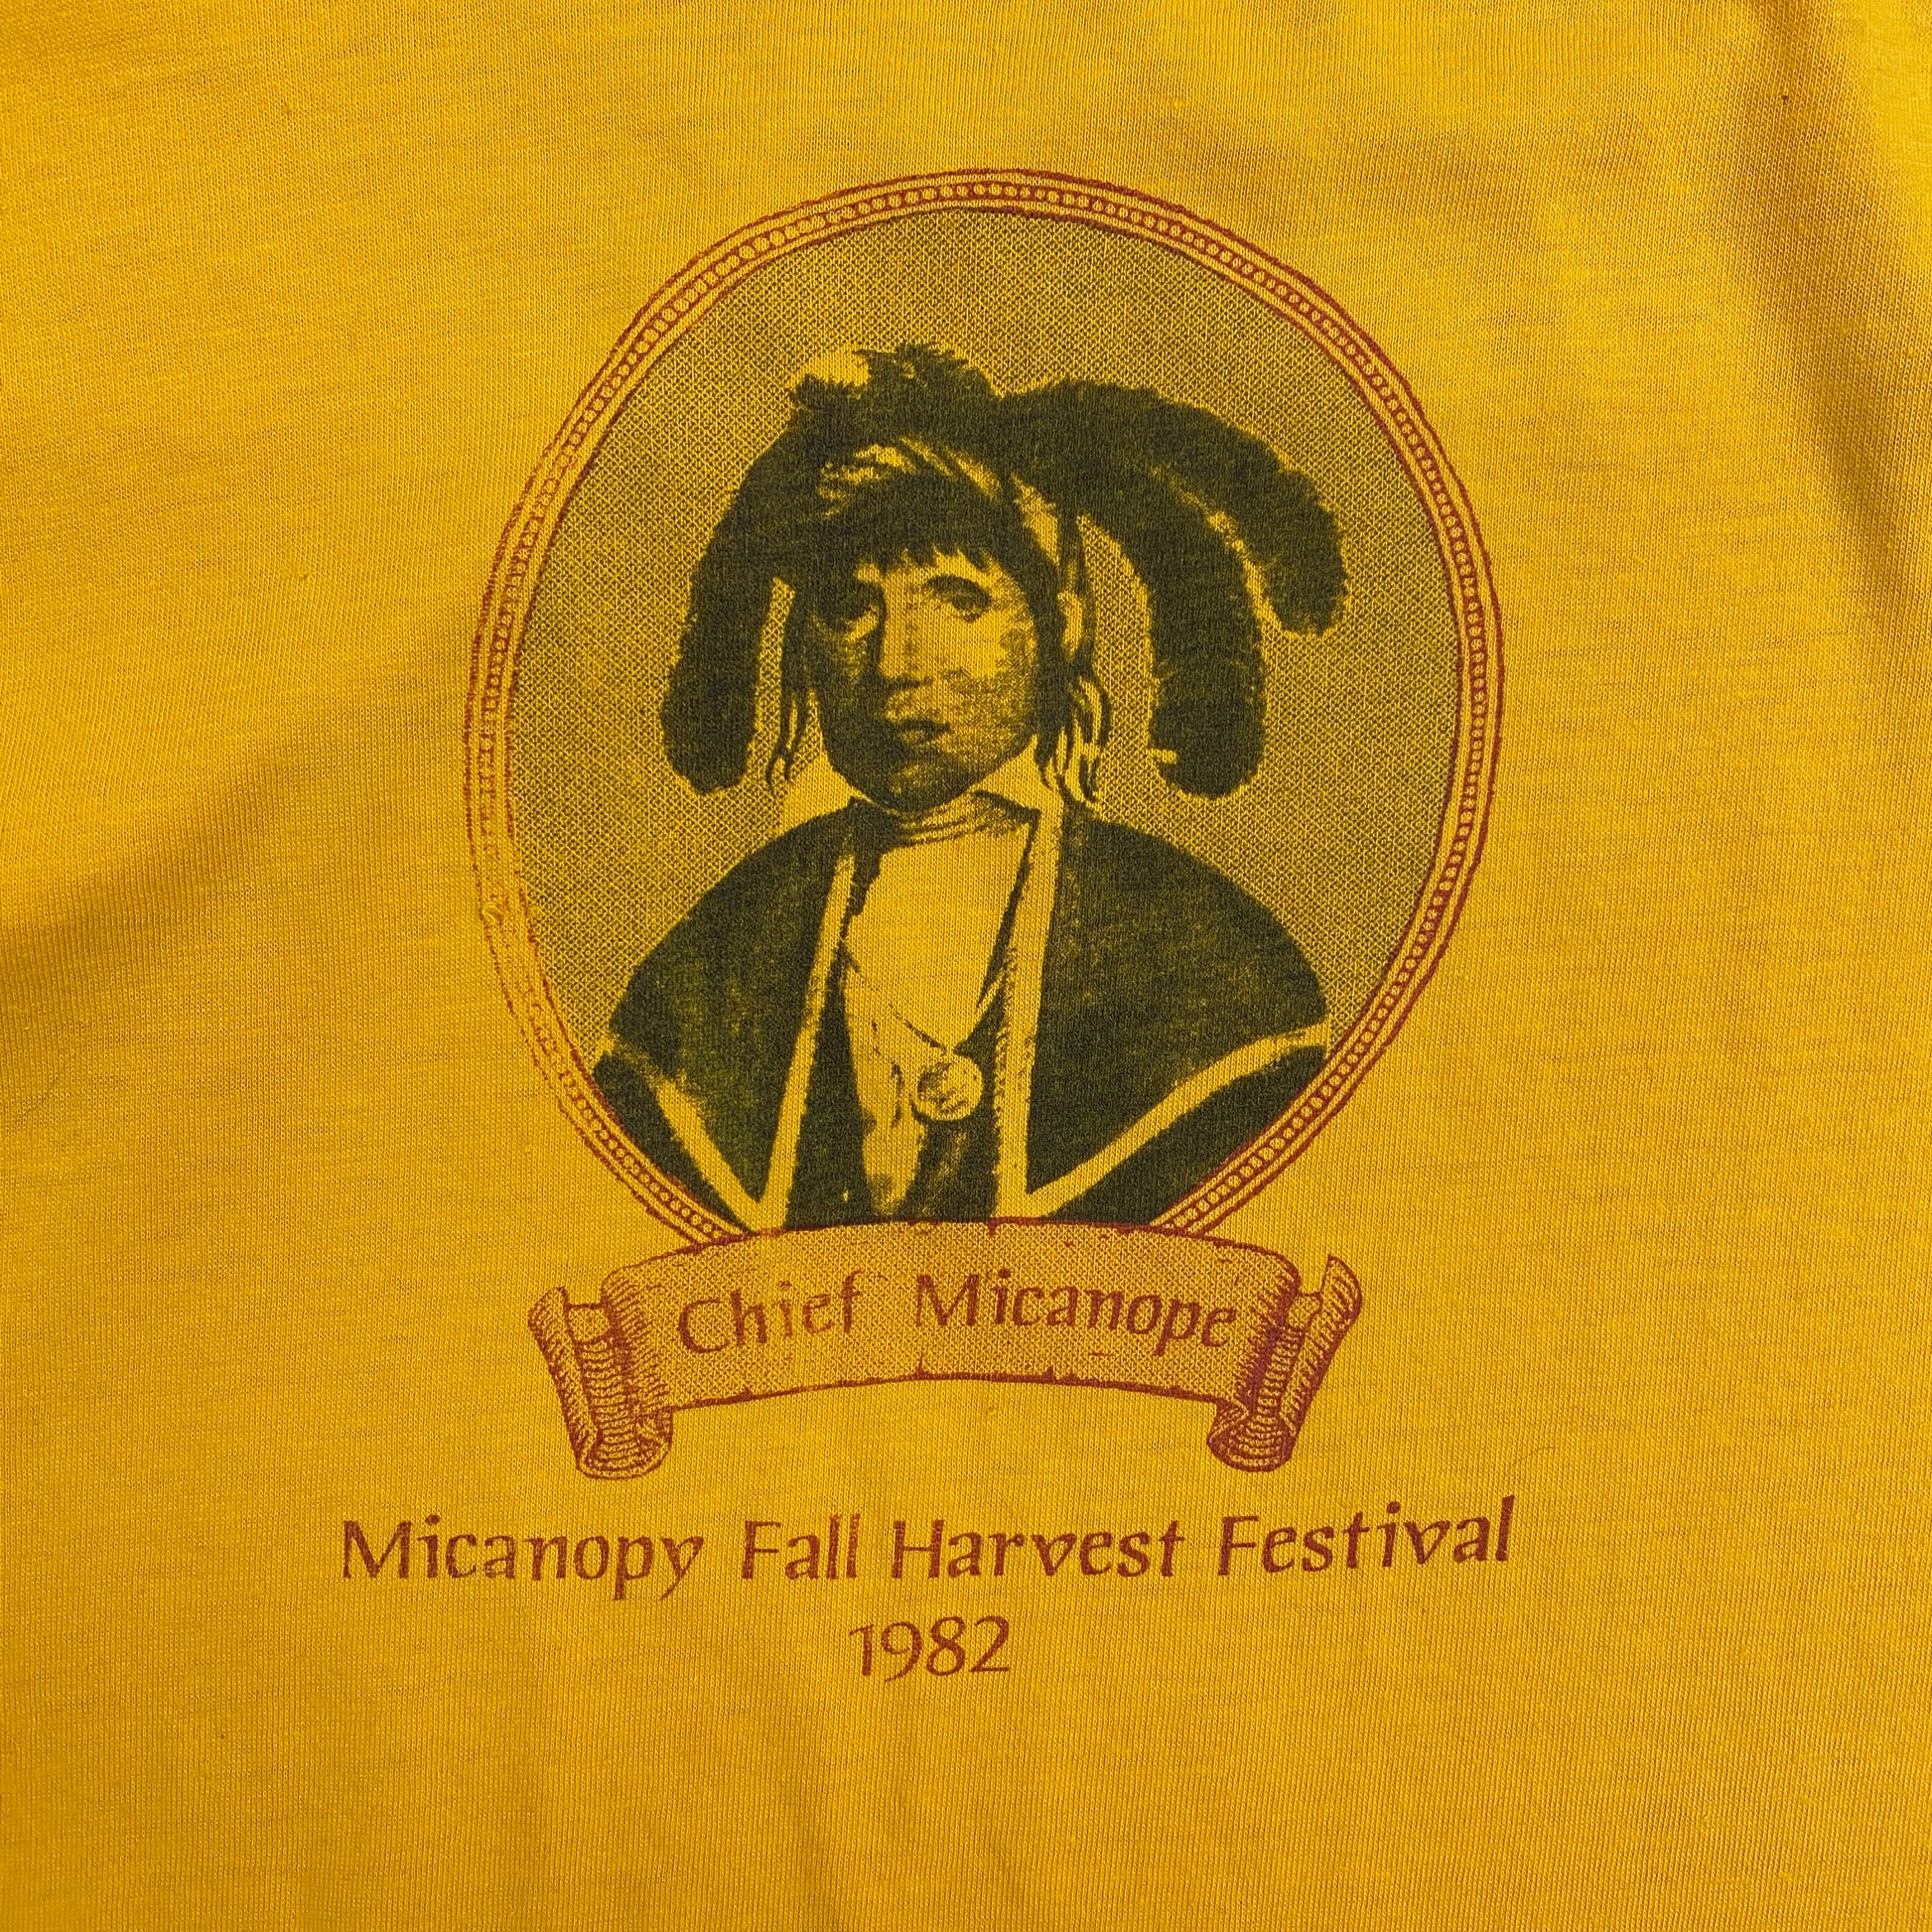 Chief Micanope
Micanopy Fall Harvest Festival
1982